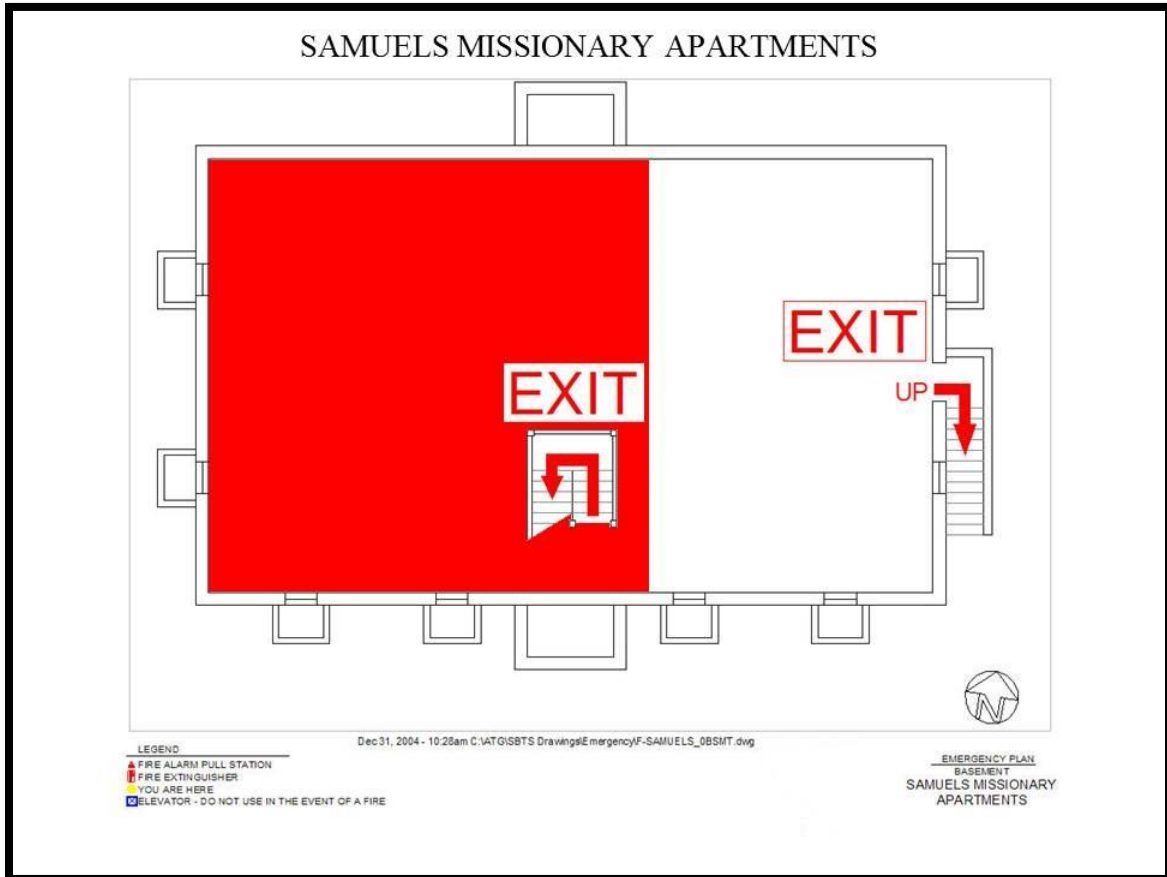 SAMUELS MISSIONARY APARTMENTS
EXIT
EXIT
UP
N
Dec 31, 2004 - 10:28am C:\ATG\SBTS Drawings\Emergency\F-SAMUELS_0BSMT.dwg
LEGEND
FIRE ALARM PULL STATION
FIRE EXTINGUISHER
YOU ARE HERE
ELEVATOR - DO NOT USE IN THE EVENT OF A FIRE
EMERGENCY PLAN
BASEMENT
SAMUELS MISSIONARY
APARTMENTS